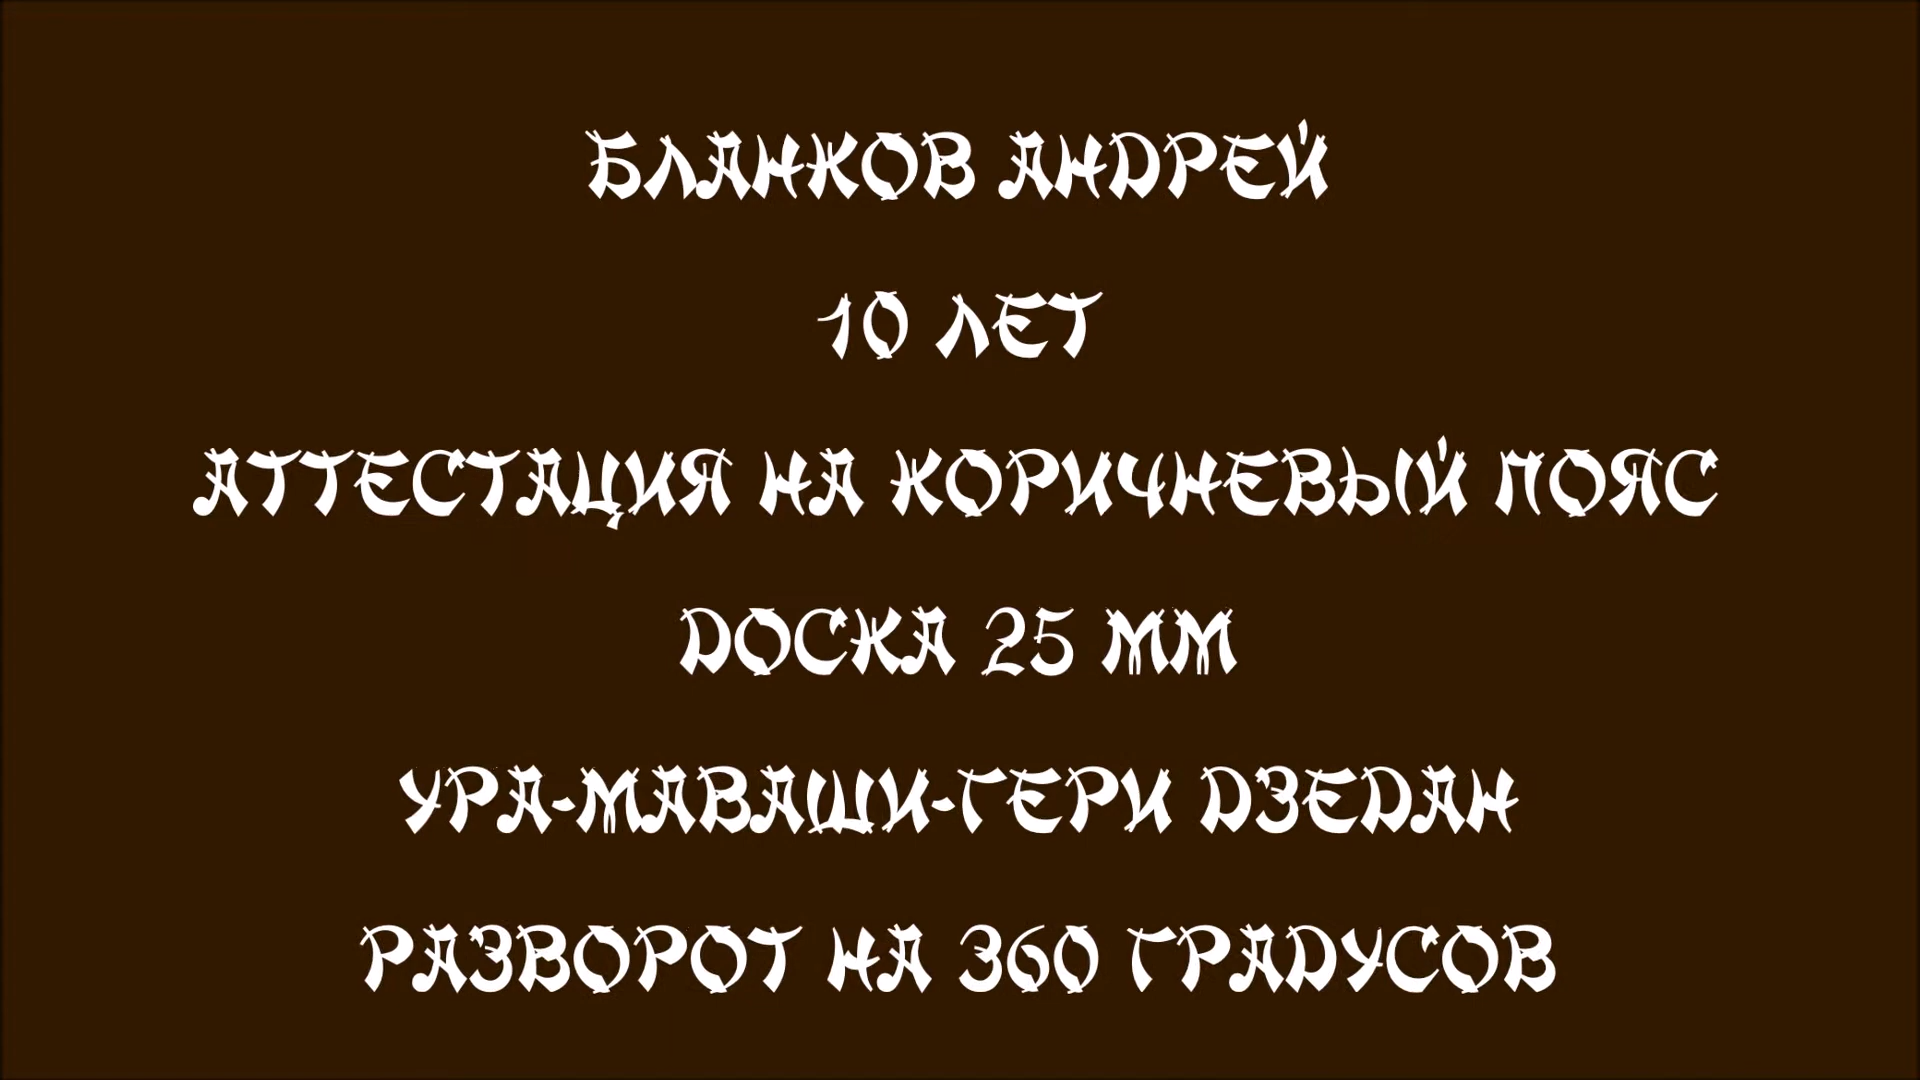 БЛАНКОВ АНДРЕЙ
10 ЛЕТ
АТТЕСТАЦИЯ НА КОРИЧНЕВЫЙ ПОЯС
ДОСКА 25 ММ
УРА-МАВАШИ-ГЕРИ ДЗЕДАН
РАЗВОРОТ НА 360 ГРАДУСОВ